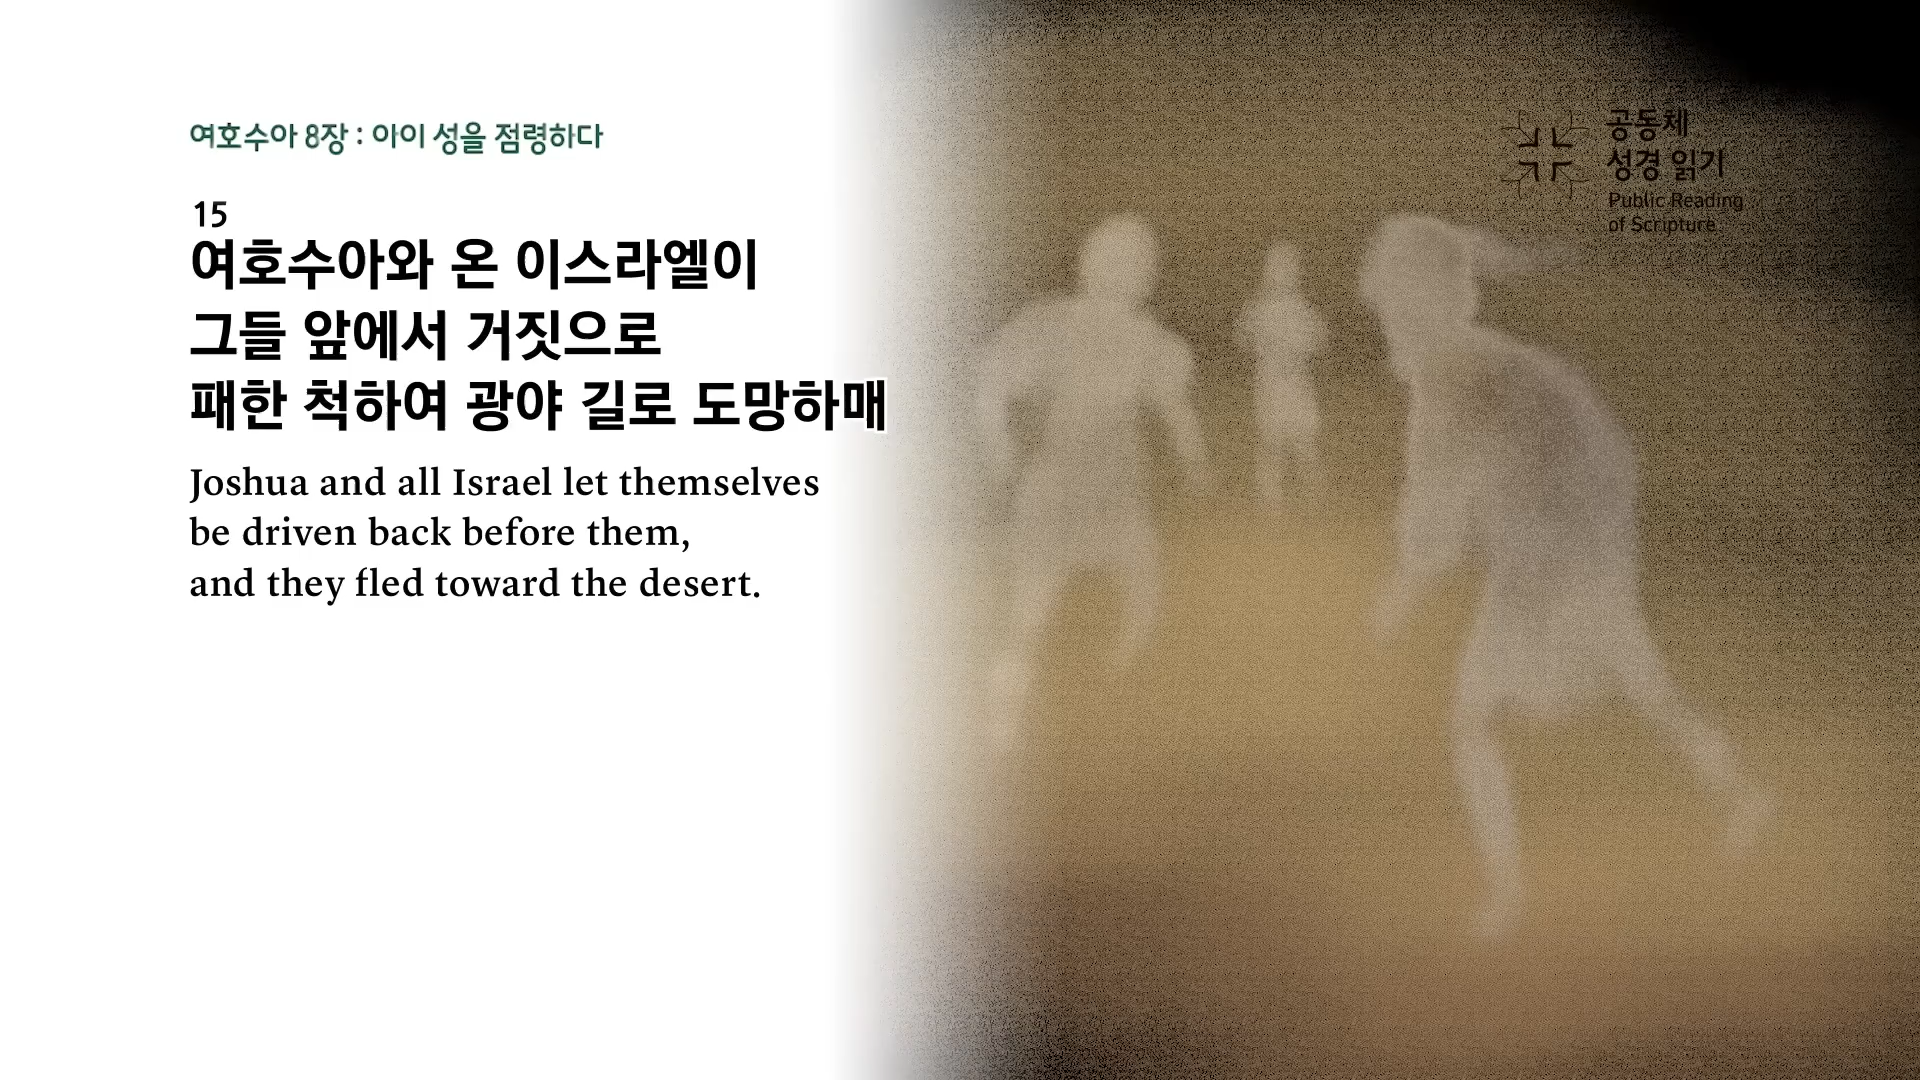 여호수아 8장 : 아이 성을 점령하다
15
여호수아와 온 이스라엘이
그들 앞에서 거짓으로
패한 척하여 광야 길로 도망하매
Joshua and all Israel let themselves
be driven back before them,
and they fled toward the desert.
공동체
성경 읽기
Public Reading
of Scripture